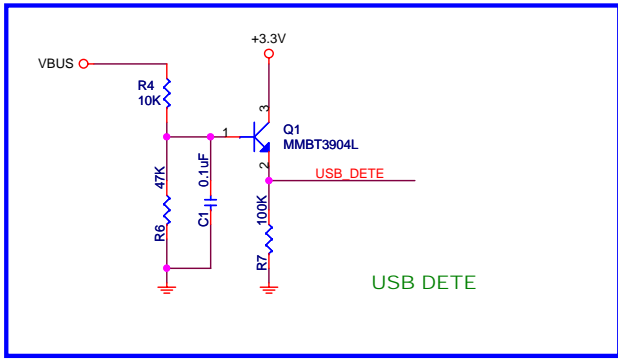 +3.3V
VBUS
R4
10K
3
1
Q1
MMBT3904L
2
47K
0.1uF
USB_DETE
100K
R6
C1
R7
USB DETE